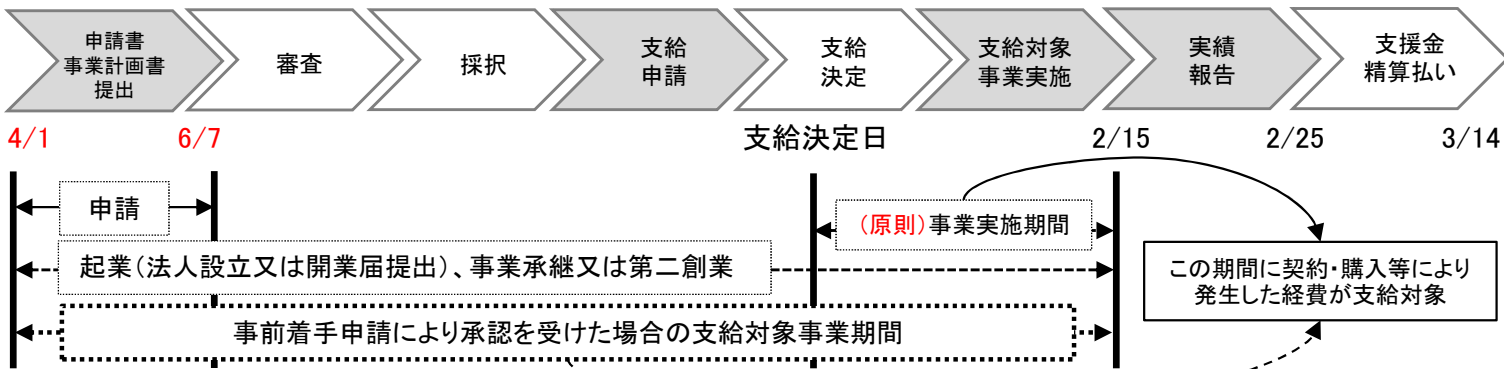 申請書
事業計画書
提出
審査
採択
支給
申請
支給
決定
支給対象
事業実施
実績
報告
支援金
精算払い
4/1
6/7
支給決定日
2/15
2/25
3/14
申請
(原則)事業実施期間
起業(法人設立又は開業届提出)、事業承継又は第二創業
この期間に契約・購入等により
発生した経費が支給対象
事前着手申請により承認を受けた場合の支給対象事業期間